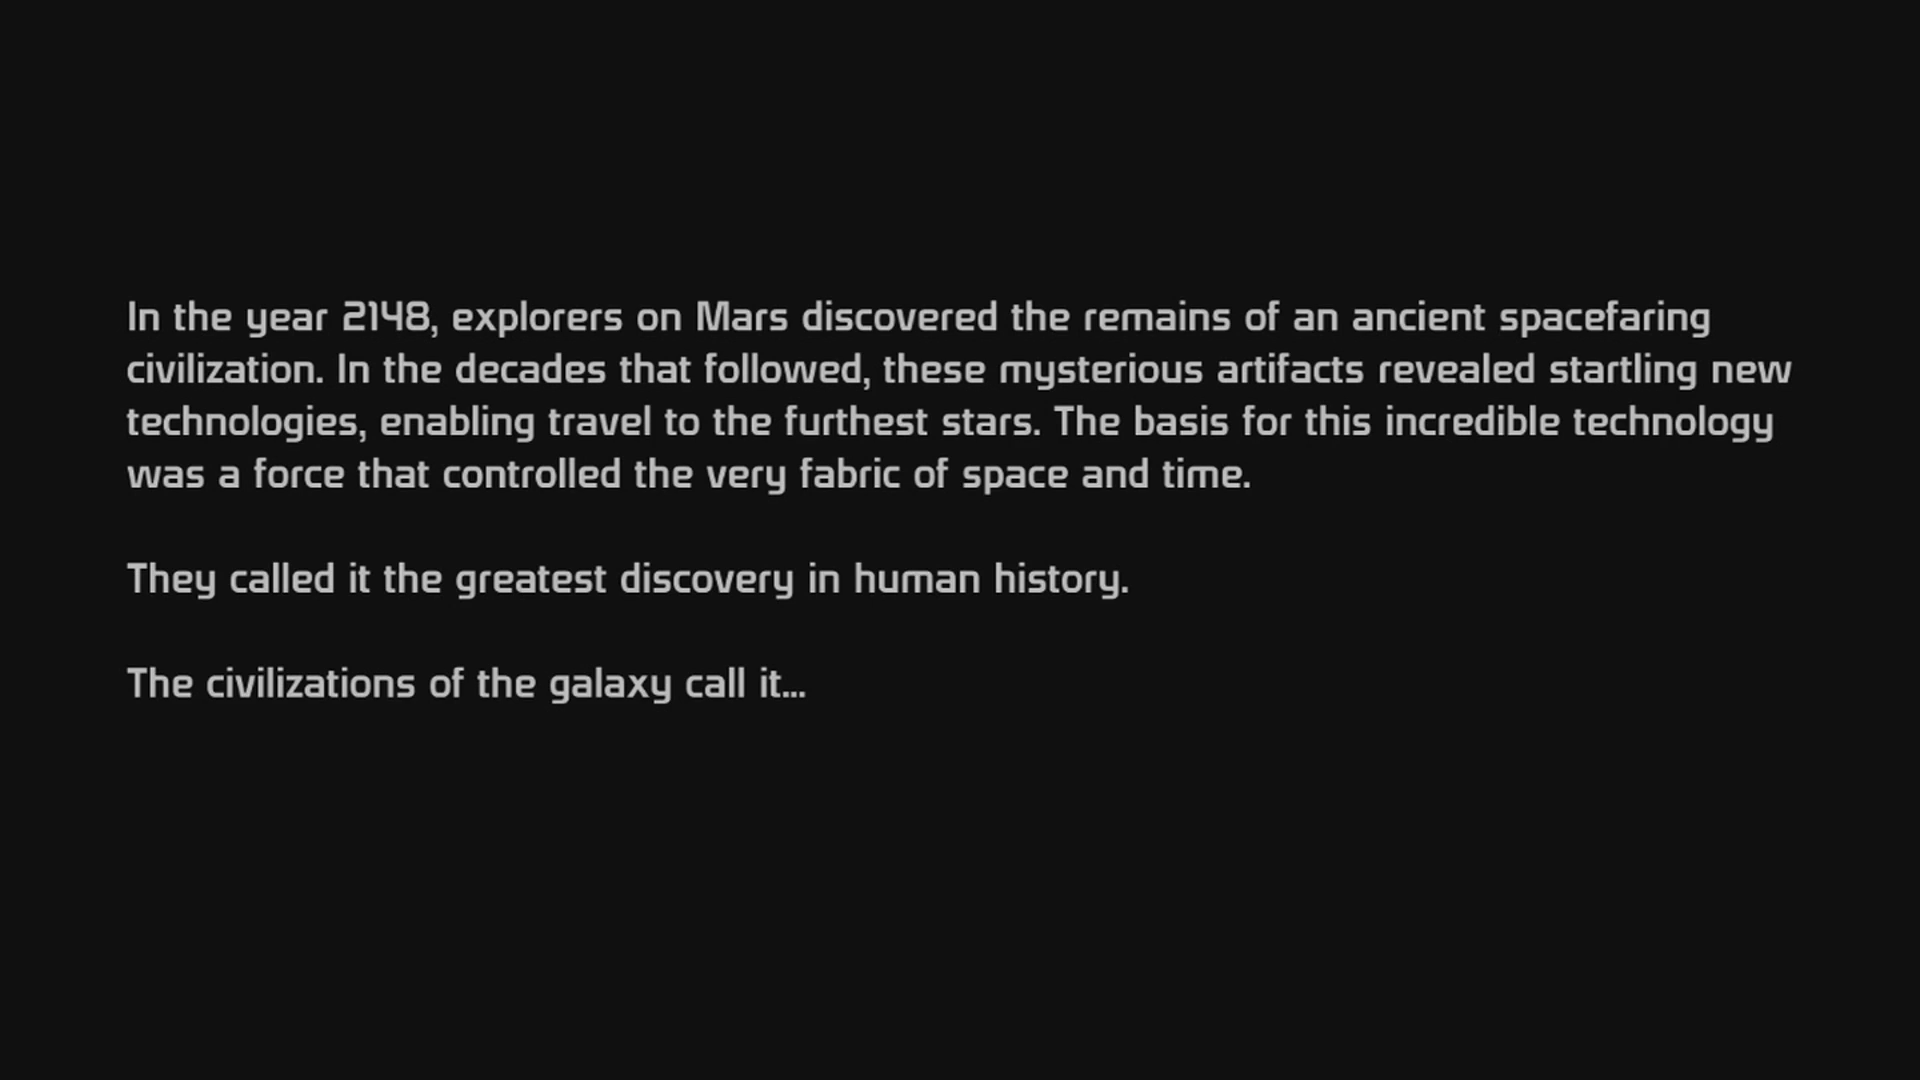 In the year 2148, explorers on Mars discovered the remains of an ancient spacefaring
civilization. In the decades that followed, these mysterious artifacts revealed startling new
technologies, enabling travel to the furthest stars. The basis for this incredible technology
was a force that controlled the very fabric of space and time.
They called it the greatest discovery in human history.
The civilizations of the galaxy call it...